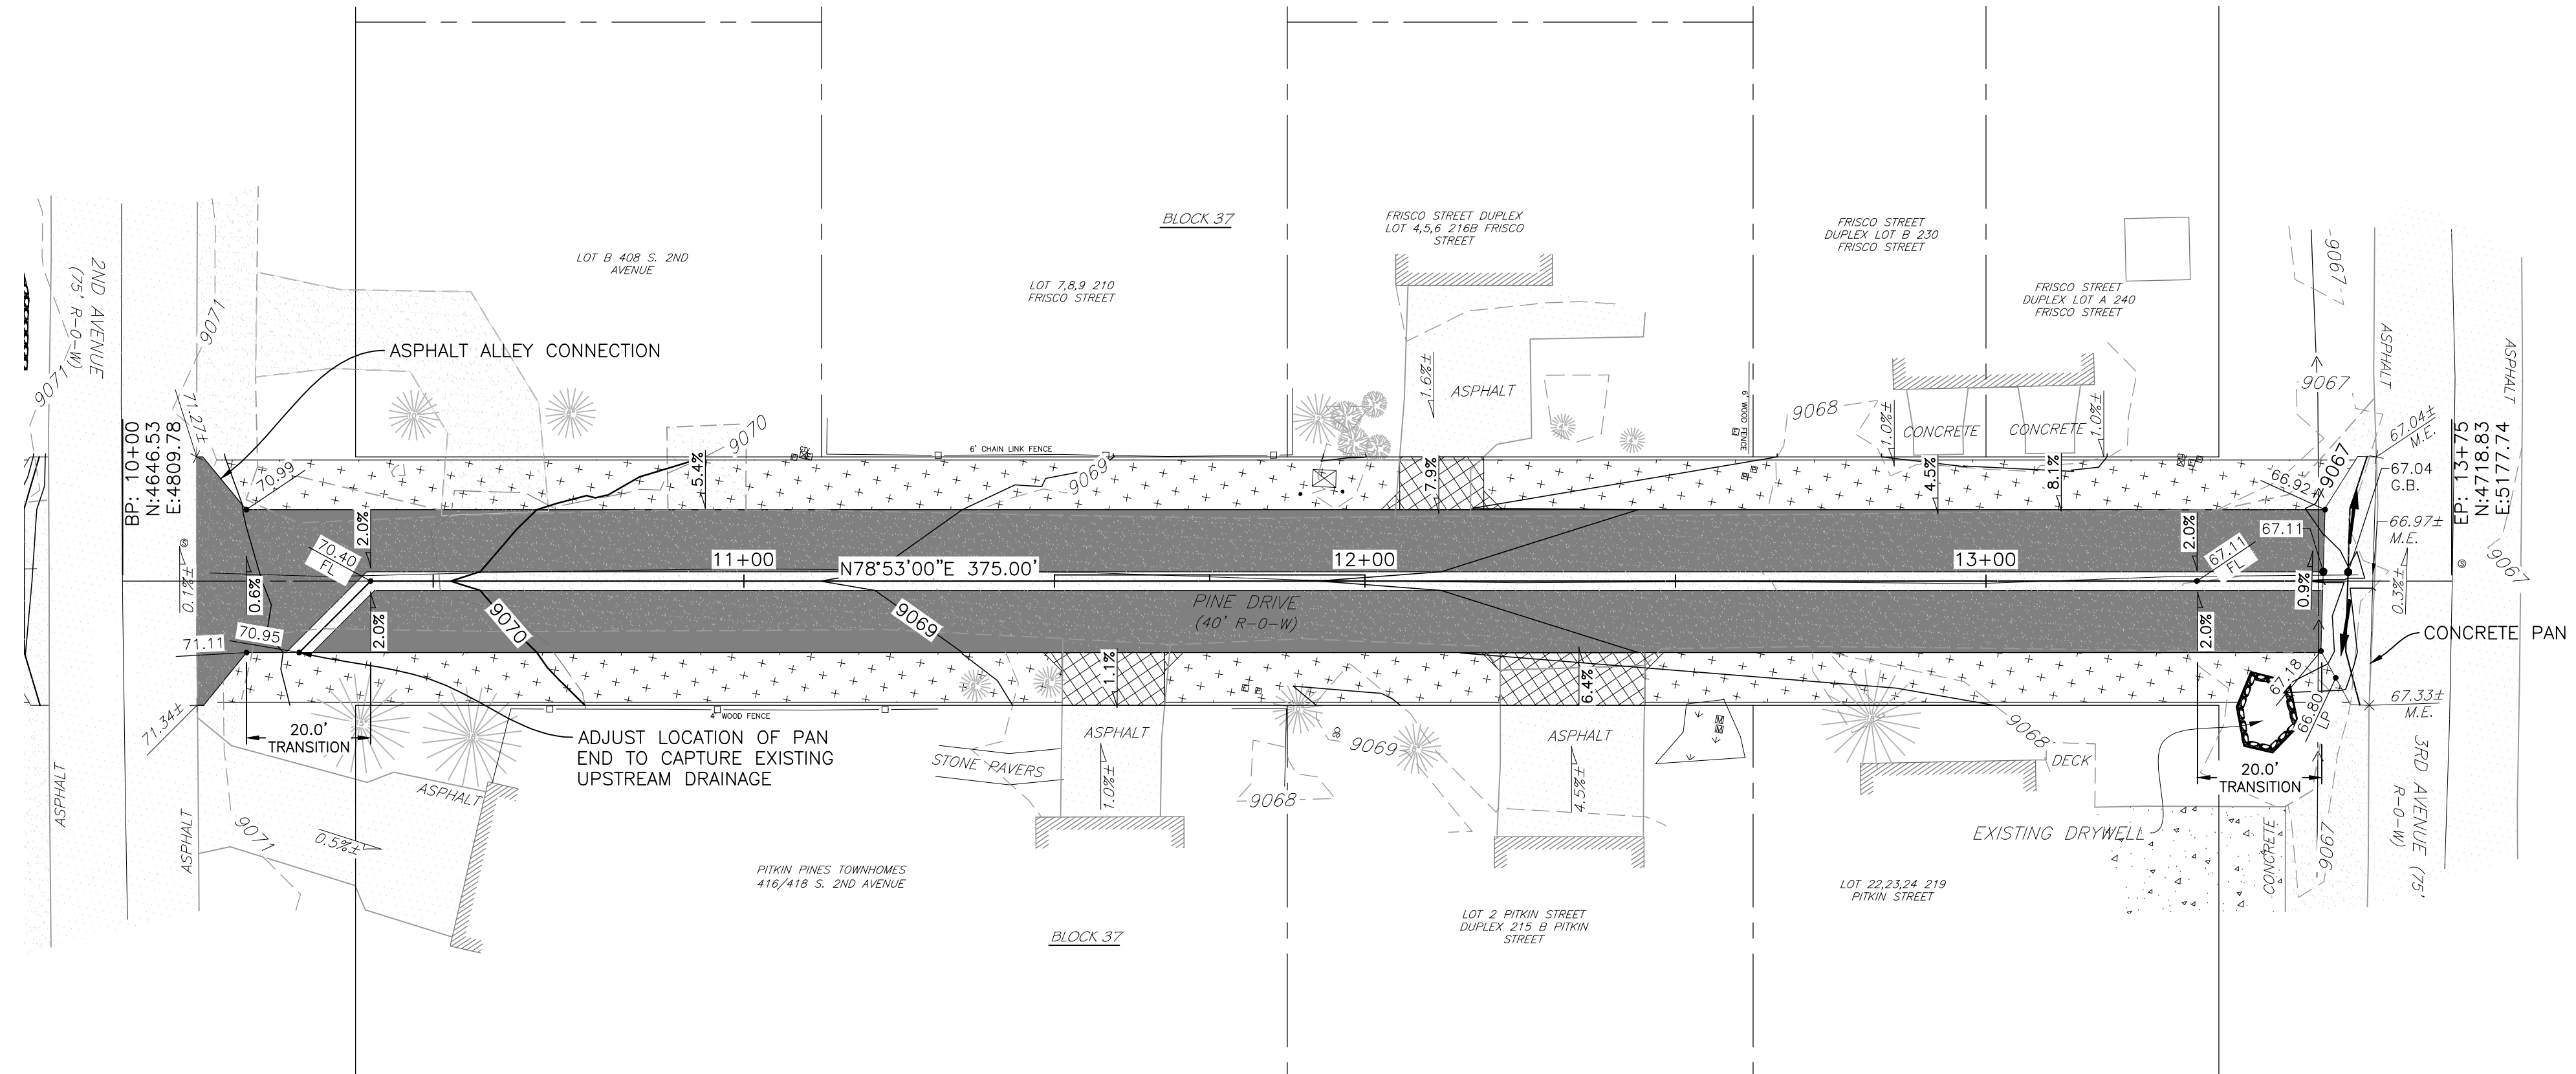 BLOCK 37
FRISCO STREET DUPLEX
LOT 4,5,6 216B FRISCO
STREET
FRISCO STREET
DUPLEX LOT B 230
FRISCO STREET
LOT B 408 S. 2ND
AVENUE
LOT 7,8,9 210
FRISCO STREET
FRISCO STREET
DUPLEX LOT A 240
FRISCO STREET
2ND AVENUE
(75' R-O-W)
9071
9071
ASPHALT ALLEY CONNECTION
BP: 10+00
N:4646.53
E:4809.78
71.27±
70.99
9070
5.4%
6' CHAIN LINK FENCE
9069
1.9%±
ASPHALT
7.9%
6' WOOD FENCE
9068
1.0%±
CONCRETE
CONCRETE
1.0%±
4.5%
8.1%
9067
9067
ASPHALT
ASPHALT
67.04±
M.E.
67.04
G.B.
9067
66.92
66.97±
M.E.
EP: 13+75
N:4718.83
E:5177.74
9067
0.1%±
0.6%
2.0%
70.40
FL
11+00
N78°53'00"E 375.00'
12+00
13+00
2.0%
67.11
67.11
FL
0.9%
0.3%±
71.11
70.95
2.0%
9070
9069
PINE DRIVE
(40' R-O-W)
2.0%
CONCRETE PAN
71.34±
20.0'
TRANSITION
4' WOOD FENCE
1.1%
6.4%
67.18
66.80
LP
67.33±
M.E.
ADJUST LOCATION OF PAN
END TO CAPTURE EXISTING
UPSTREAM DRAINAGE
STONE PAVERS
ASPHALT
1.0%±
9069
9068
ASPHALT
4.5%±
9068
DECK
20.0'
TRANSITION
3RD AVENUE (75'
R-O-W)
ASPHALT
ASPHALT
ASPHALT
9071
0.5%±
EXISTING DRYWELL
CONCRETE
9067
PITKIN PINES TOWNHOMES
416/418 S. 2ND AVENUE
LOT 22,23,24 219
PITKIN STREET
LOT 2 PITKIN STREET
DUPLEX 215 B PITKIN
STREET
BLOCK 37